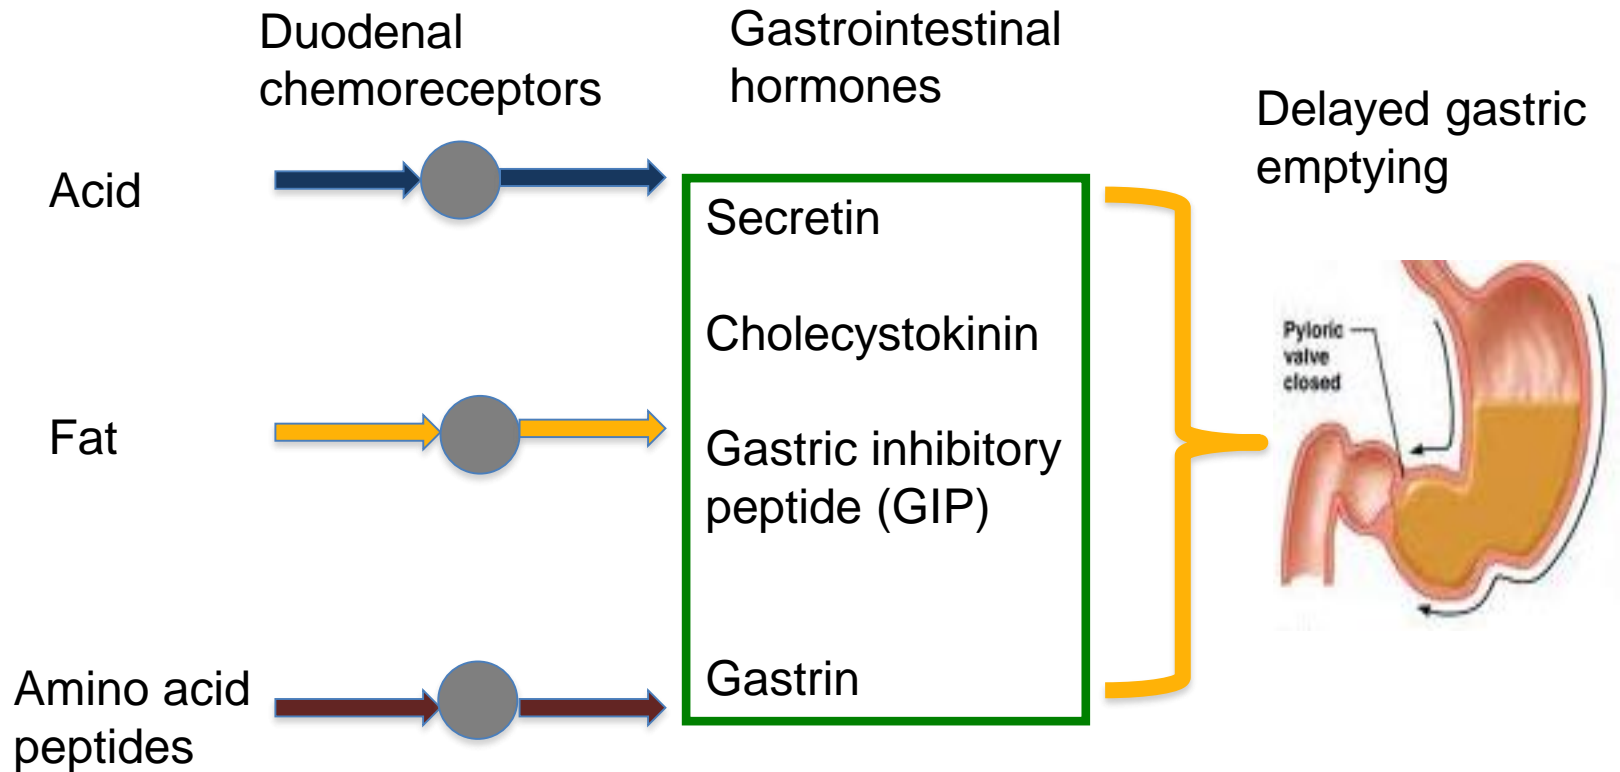 Duodenal
chemoreceptors
Gastrointestinal
hormones
Delayed gastric
emptying
Acid
Secretin
Cholecystokinin
Pyloric
valve
closed
Fat
Gastric inhibitory
peptide (GIP)
Amino acid
peptides
Gastrin